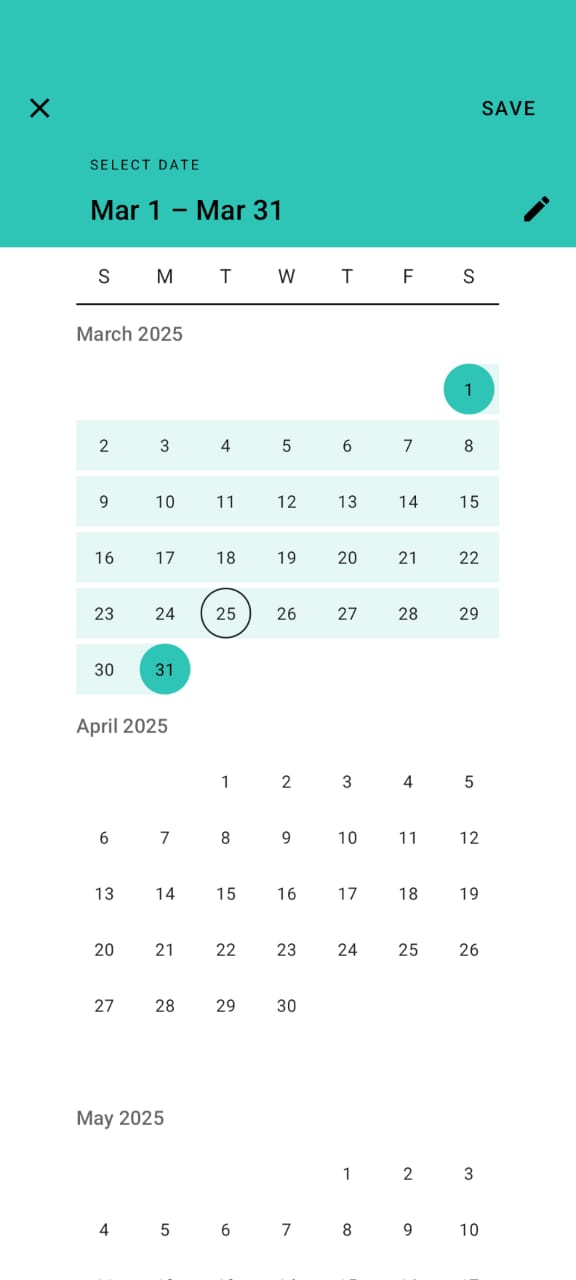 SAVE
SELECT DATE
Mar 1 – Mar 31
S M T W T F S
March 2025
1
2 3 4 5 6 7 8
9 10 11 12 13 14 15
16 17 18 19 20 21 22
23 24 25 26 27 28 29
30 31
April 2025
1 2 3 4 5
6 7 8 9 10 11 12
13 14 15 16 17 18 19
20 21 22 23 24 25 26
27 28 29 30
May 2025
1 2 3
4 5 6 7 8 9 10